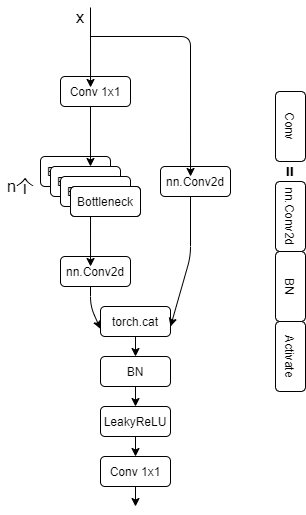 x
Conv 1x1
n个
Bottleneck
nn.Conv2d
nn.Conv2d
torch.cat
BN
LeakyReLU
Conv 1x1
Conv
=
nn.Conv2d
BN
Activate